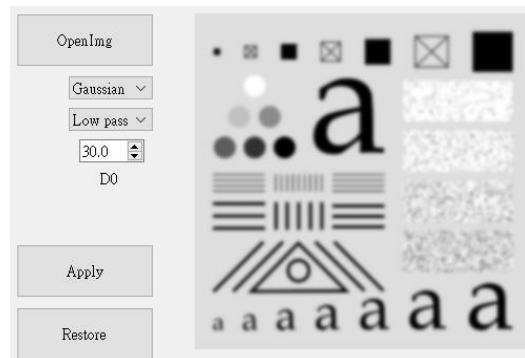 OpenImg
Gaussian
Low pass
30.0
D0
Apply
Restore
a
a a a a a a a